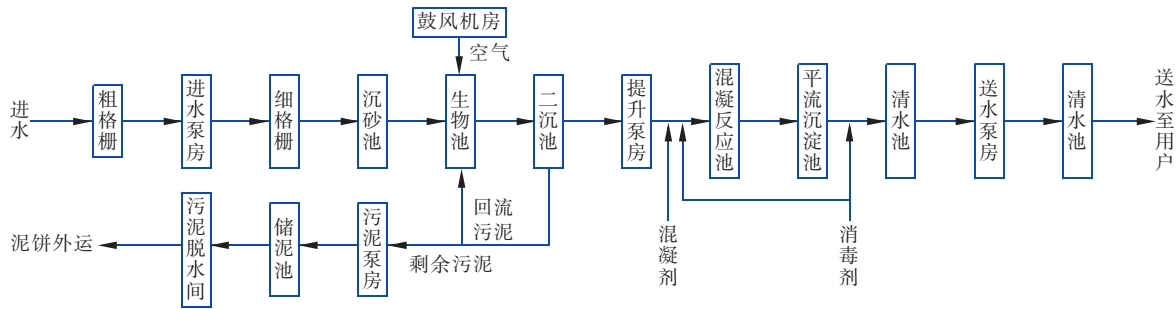 鼓风机房
空气
进水
粗格栅
进水泵房
细格栅
沉砂池
生物池
二沉池
提升泵房
混凝反应池
平流沉淀池
清水池
送水泵房
清水池
送水至用户
泥饼外运
污泥脱水间
储泥池
污泥泵房
回流
污泥
剩余污泥
混凝剂
消毒剂